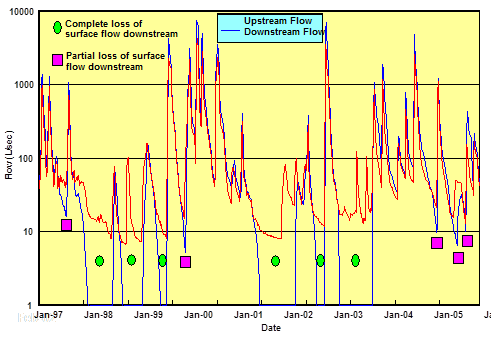 10000
1000
100
10
1
Flow (L/sec)
Complete loss of
surface flow downstream
Partial loss of surface
flow downstream
Upstream Flow
Downstream Flow
Jan-97 Jan-98 Jan-99 Jan-00 Jan-01 Jan-02 Jan-03 Jan-04 Jan-05 Ja
Date